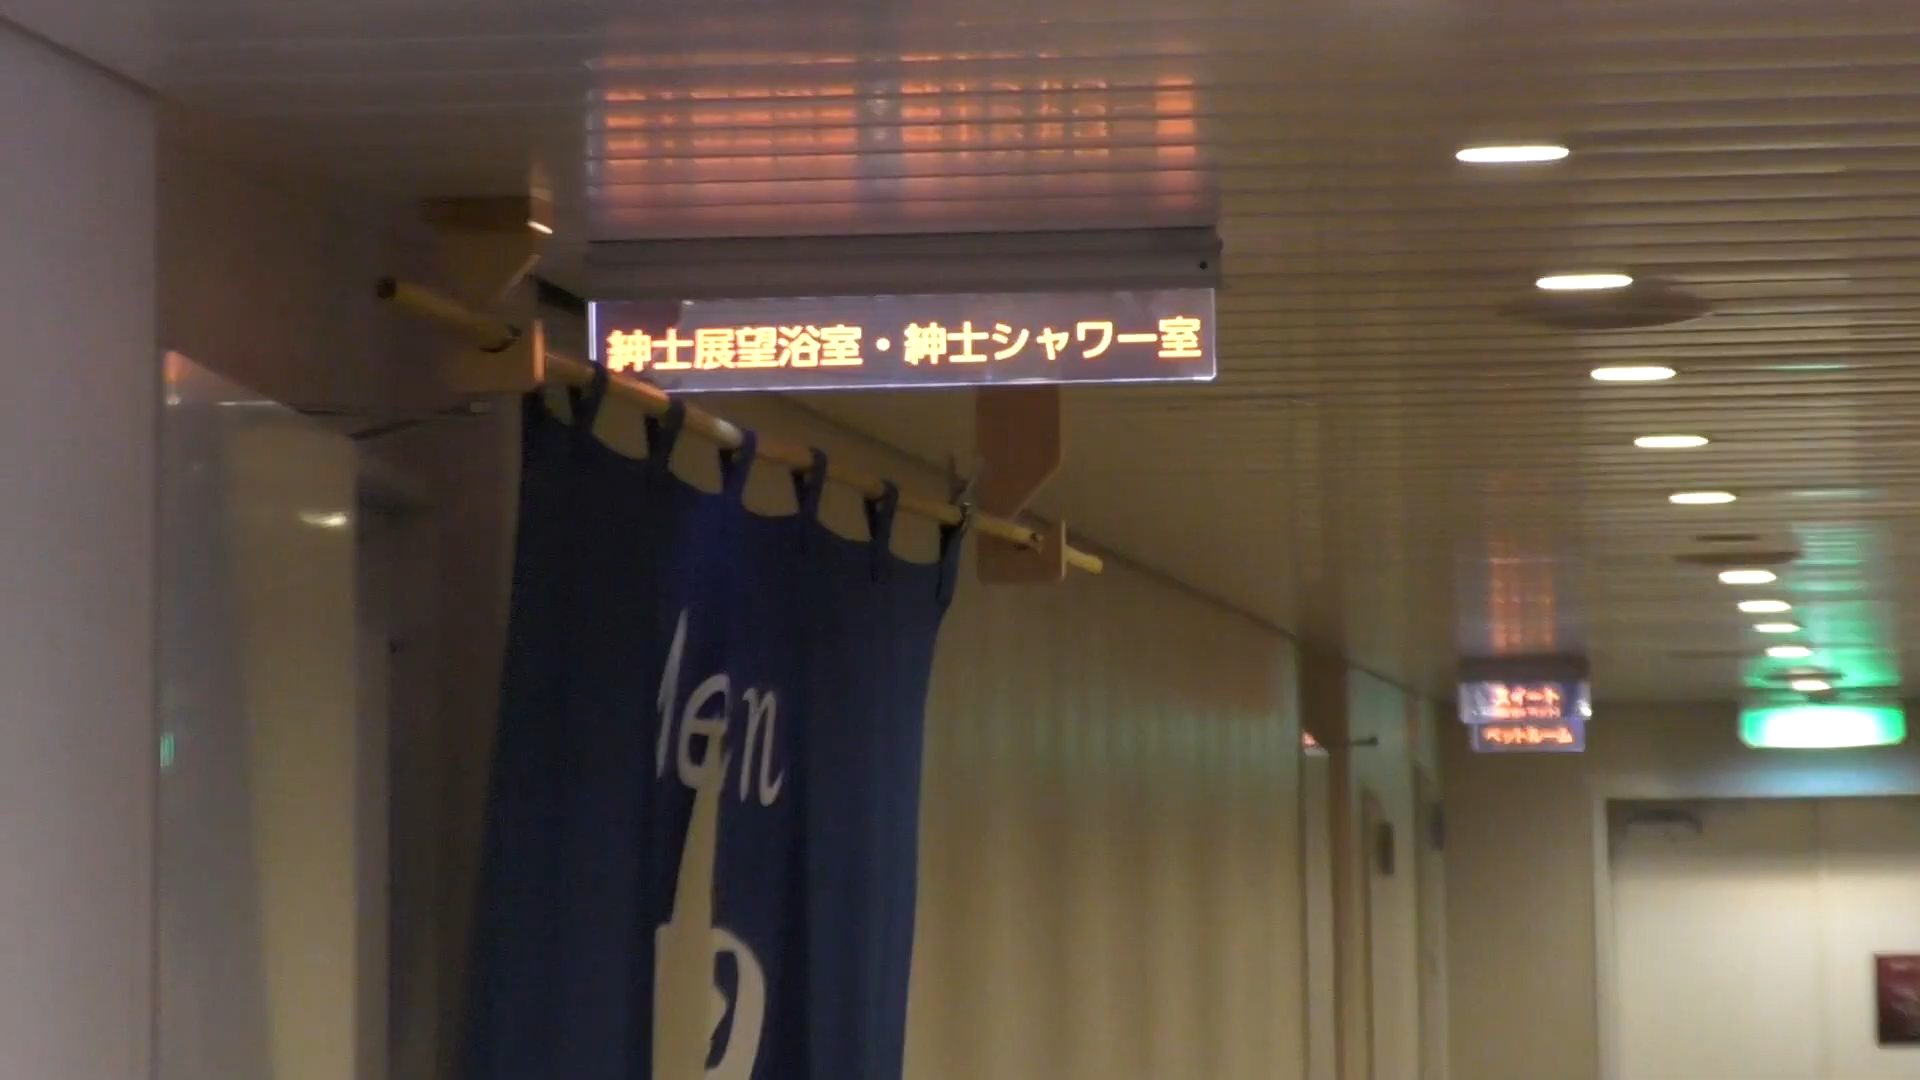 紳士展望浴室・紳士シャワー室
Men
スイート
ペットルーム